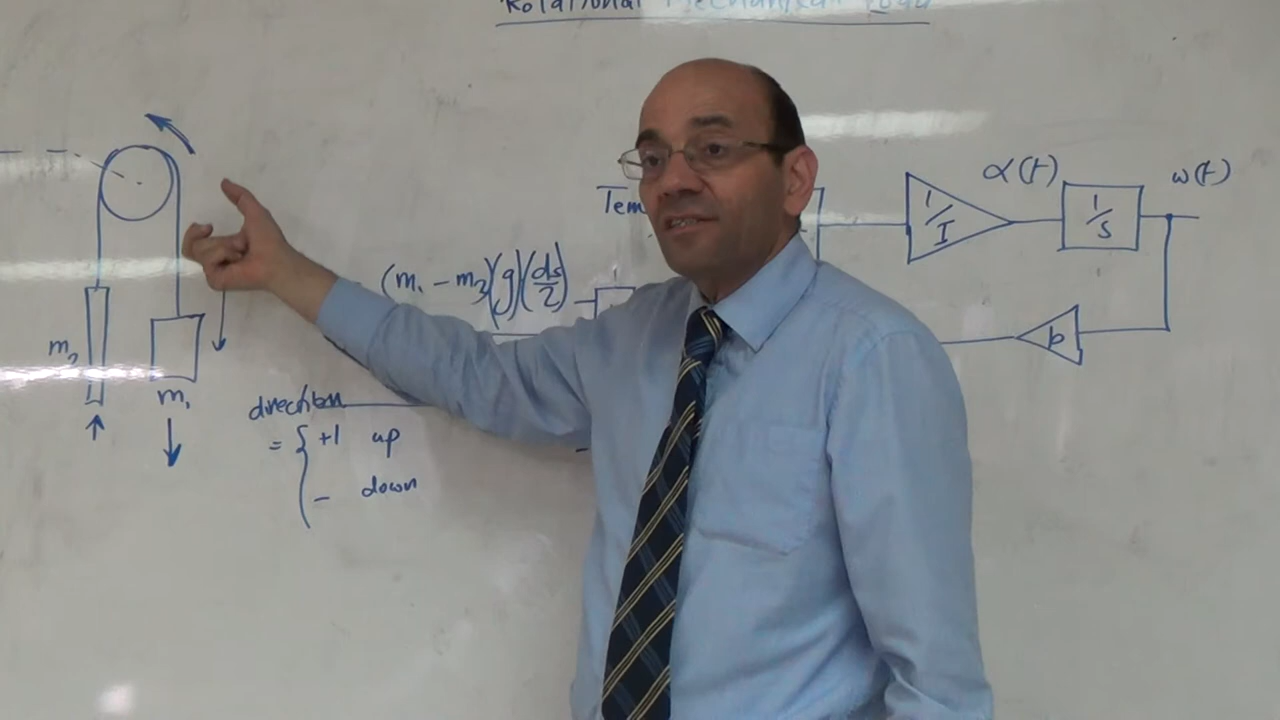 Rotational Mechanical Load
α(t)
ω(t)
Tem
1/I
1/s
(m₁ - m₂)(g)(ds/2)
b
m₂
m₁
direction
= { +1 up
- down